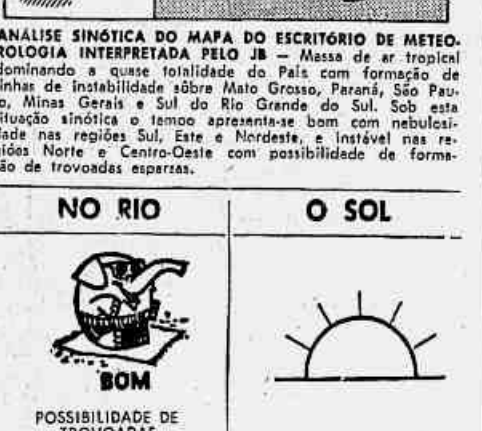 ANÁLISE SINÓTICA DO MAPA DO ESCRITÓRIO DE METEO-
ROLOGIA INTERPRETADA PELO JB — Massa de ar tropical
dominando a quase totalidade do País com formação de
linhas de instabilidade sôbre Mato Grosso, Paraná, São Pau-
lo, Minas Gerais e Sul do Rio Grande do Sul. Sob esta
situação sinótica o tempo apresenta-se bom com nebulosi-
dade nas regiões Sul, Este e Nordeste, e instável nas re-
giões Norte e Centro-Oeste com possibilidade de forma-
ção de trovoadas esparsas.
NO RIO
O SOL
BOM
POSSIBILIDADE DE
TROVOADAS